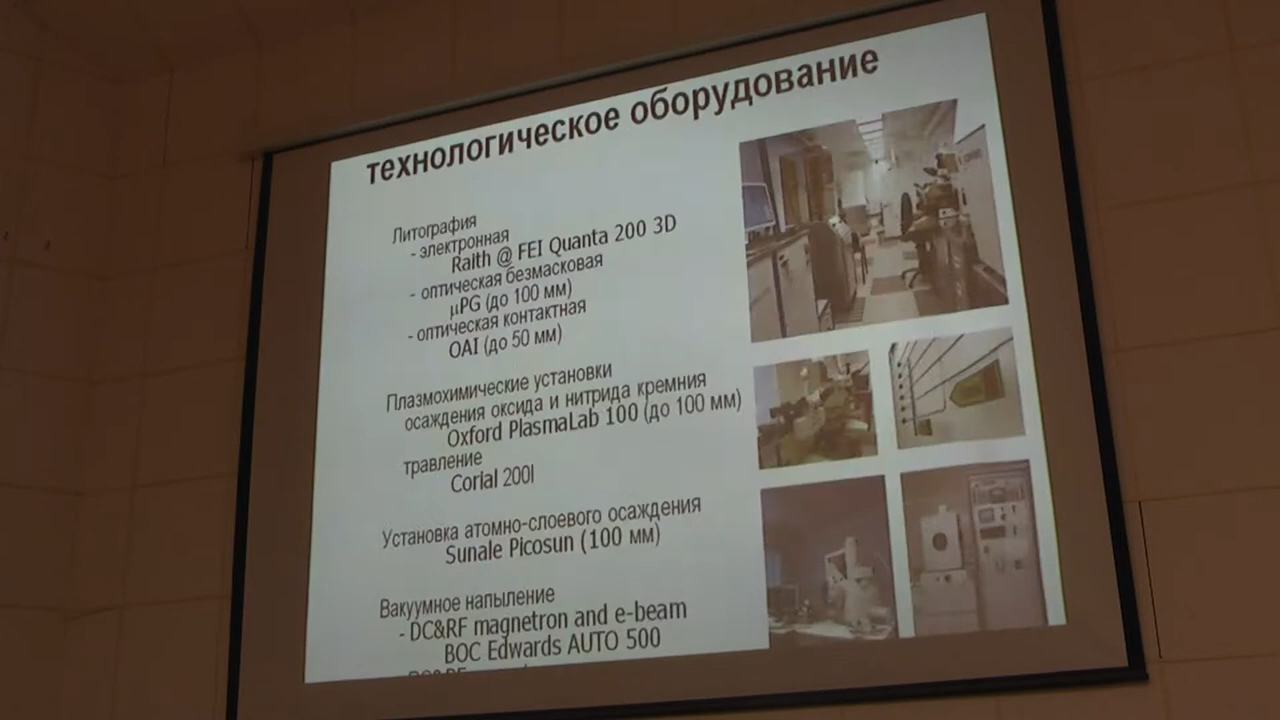 технологическое оборудование
Литография
- электронная
Raith @ FEI Quanta 200 3D
- оптическая безмасковая
μPG (до 100 мм)
- оптическая контактная
OAI (до 50 мм)
Плазмохимические установки
осаждения оксида и нитрида кремния
Oxford PlasmaLab 100 (до 100 мм)
травление
Corial 200I
Установка атомно-слоевого осаждения
Sunale Picosun (100 мм)
Вакуумное напыление
- DC&RF magnetron and e-beam
BOC Edwards AUTO 500